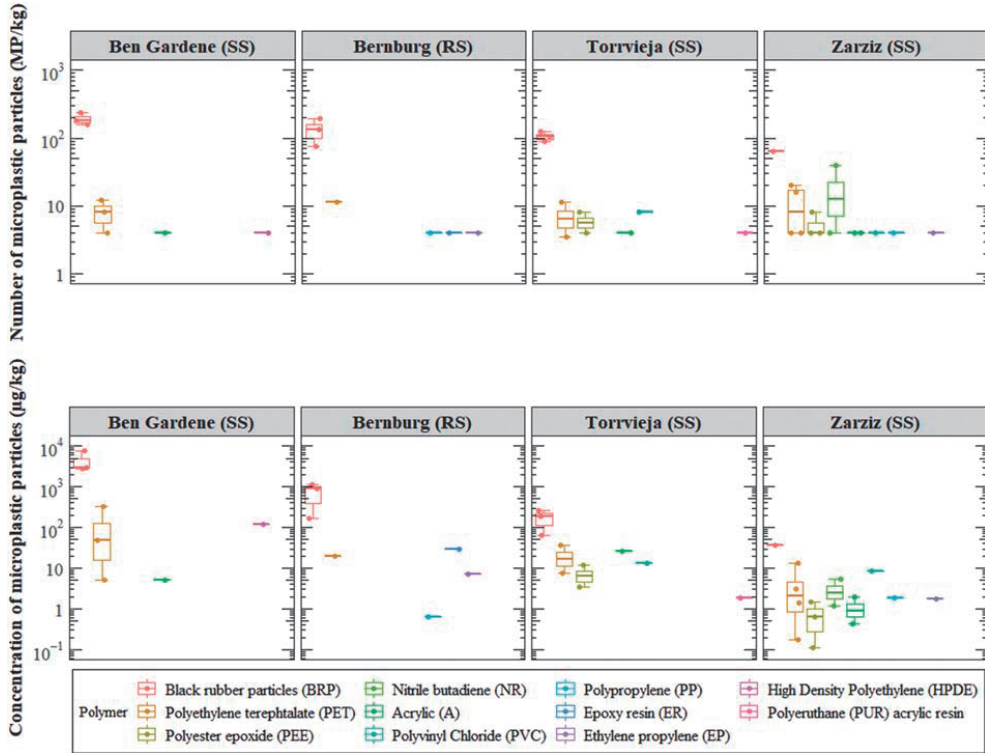 Number of microplastic particles (MP/kg)
Ben Gardene (SS)
Bernburg (RS)
Torrvieja (SS)
Zarziz (SS)
10³
10²
10
1
Concentration of microplastic particles (µg/kg)
Ben Gardene (SS)
Bernburg (RS)
Torrvieja (SS)
Zarziz (SS)
10⁴
10³
10²
10
1
10⁻¹
Polymer
Black rubber particles (BRP)
Polyethylene terephtalate (PET)
Polyester epoxide (PEE)
Nitrile butadiene (NR)
Acrylic (A)
Polyvinyl Chloride (PVC)
Polypropylene (PP)
Epoxy resin (ER)
Ethylene propylene (EP)
High Density Polyethylene (HPDE)
Polyeruthane (PUR) acrylic resin